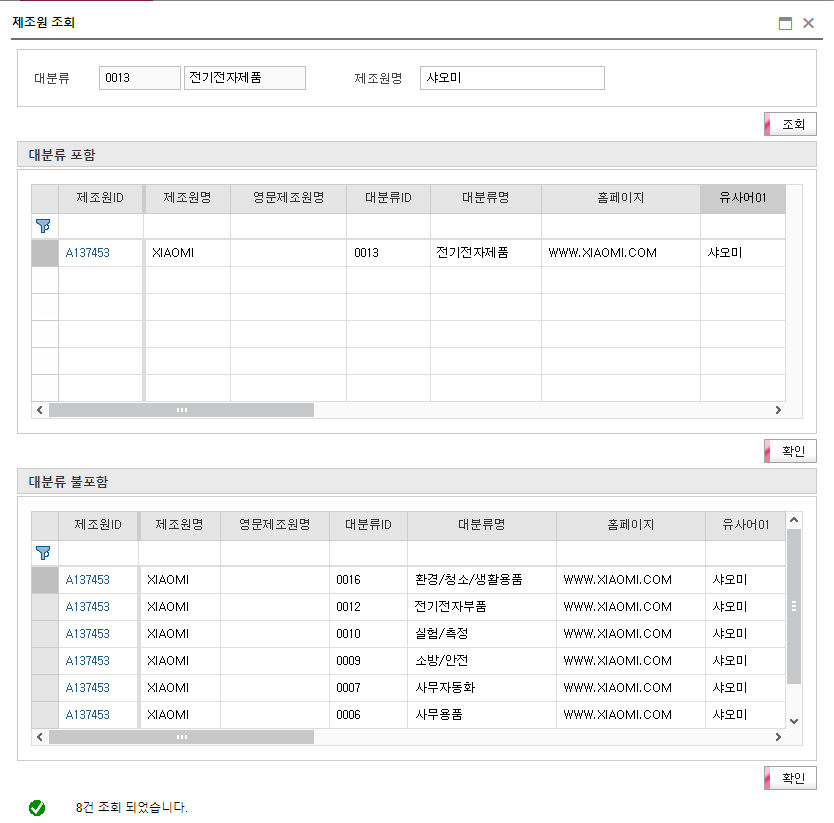 제조원 조회
대분류 0013 전기전자제품 제조원명 샤오미
조회
대분류 포함
제조원ID 제조원명 영문제조원명 대분류ID 대분류명 홈페이지 유사어01
A137453 XIAOMI 0013 전기전자제품 WWW.XIAOMI.COM 샤오미
확인
대분류 불포함
제조원ID 제조원명 영문제조원명 대분류ID 대분류명 홈페이지 유사어01
A137453 XIAOMI 0016 환경/청소/생활용품 WWW.XIAOMI.COM 샤오미
A137453 XIAOMI 0012 전기전자부품 WWW.XIAOMI.COM 샤오미
A137453 XIAOMI 0010 실험/측정 WWW.XIAOMI.COM 샤오미
A137453 XIAOMI 0009 소방/안전 WWW.XIAOMI.COM 샤오미
A137453 XIAOMI 0007 사무자동화 WWW.XIAOMI.COM 샤오미
A137453 XIAOMI 0006 사무용품 WWW.XIAOMI.COM 샤오미
확인
8건 조회 되었습니다.